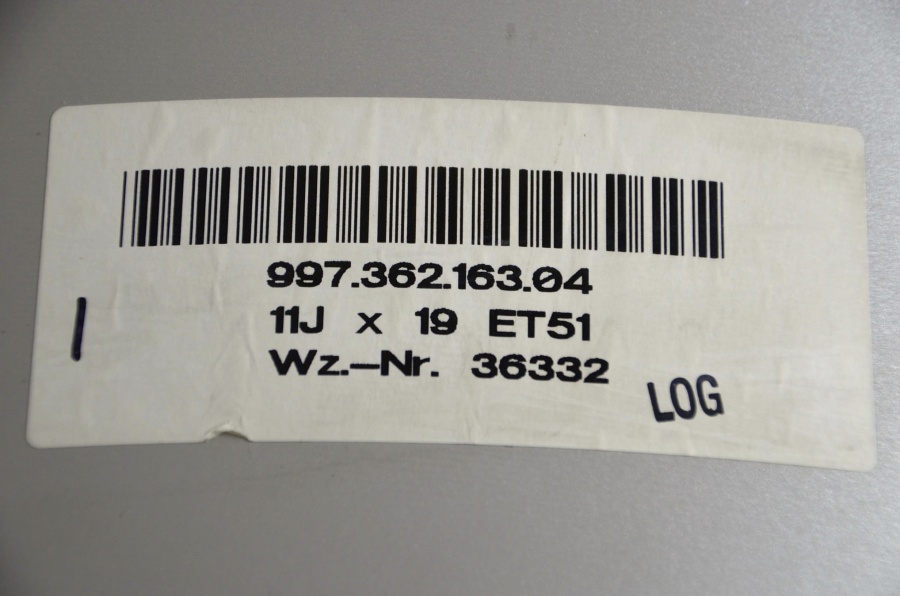 997.362.163.04
11J x 19 ET51
Wz.-Nr. 36332
LOG